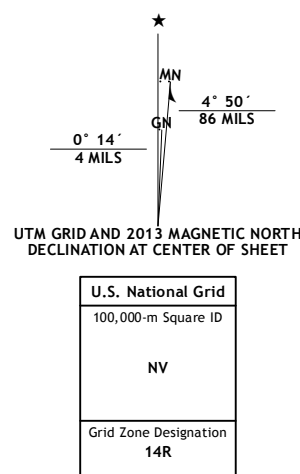 ★
MN
GN
4° 50´
86 MILS
0° 14´
4 MILS
UTM GRID AND 2013 MAGNETIC NORTH
DECLINATION AT CENTER OF SHEET
U.S. National Grid
100,000-m Square ID
NV
Grid Zone Designation
14R